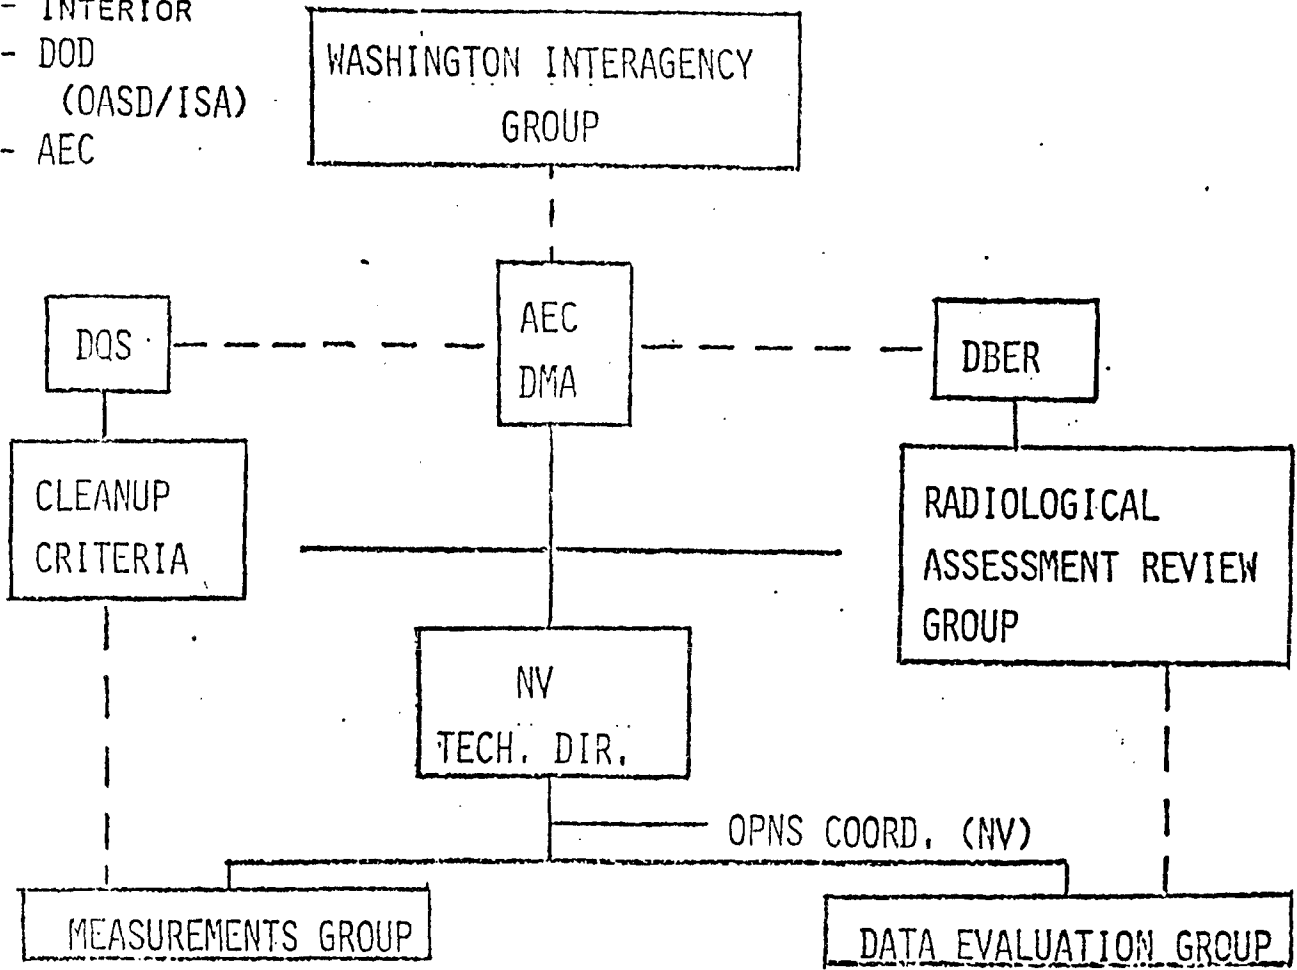 - INTERIOR
- DOD
(OASD/ISA)
- AEC
WASHINGTON INTERAGENCY
GROUP
DOS
AEC
DMA
DBER
CLEANUP
CRITERIA
RADIOLOGICAL
ASSESSMENT REVIEW
GROUP
NV
TECH. DIR.
OPNS COORD. (NV)
MEASUREMENTS GROUP
DATA EVALUATION GROUP